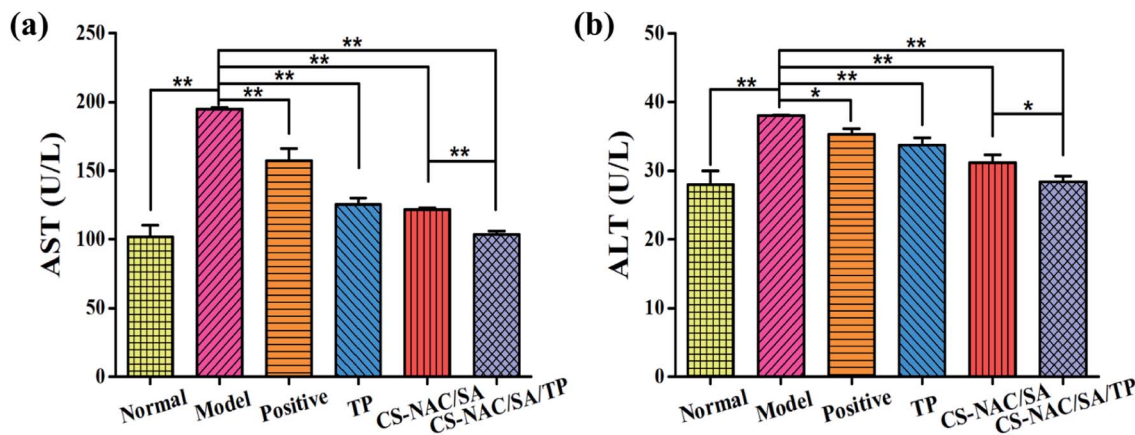 (a)
AST (U/L)
250
200
150
100
50
0
**
**
**
**
**
**
Normal
Model
Positive
TP
CS-NAC/SA
CS-NAC/SA/TP
(b)
ALT (U/L)
50
40
30
20
10
0
**
**
**
**
*
*
Normal
Model
Positive
TP
CS-NAC/SA
CS-NAC/SA/TP